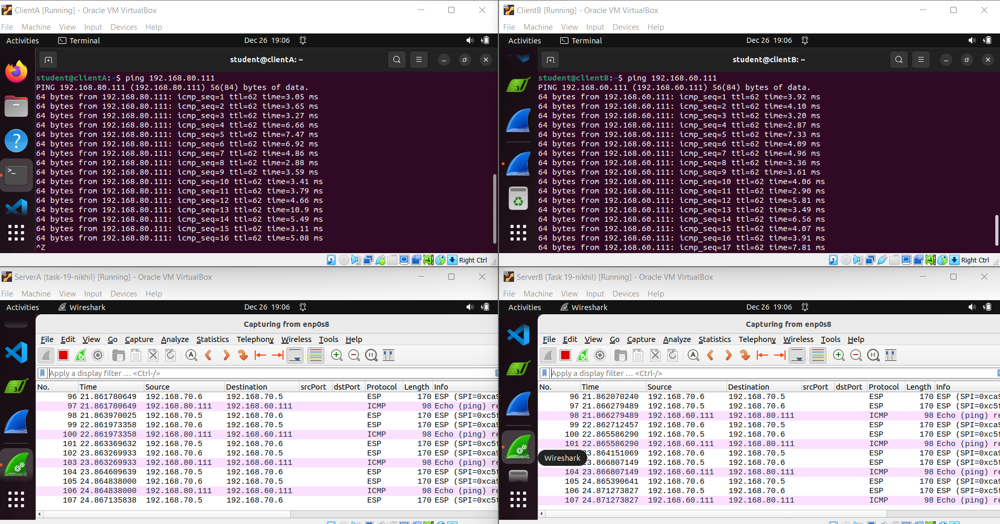 ClientA [Running] - Oracle VM VirtualBox
File Machine View Input Devices Help
Activities Terminal Dec 26 19:06
student@clientA: ~
student@clientA:~$ ping 192.168.80.111
PING 192.168.80.111 (192.168.80.111) 56(84) bytes of data.
64 bytes from 192.168.80.111: icmp_seq=1 ttl=62 time=3.05 ms
64 bytes from 192.168.80.111: icmp_seq=2 ttl=62 time=3.65 ms
64 bytes from 192.168.80.111: icmp_seq=3 ttl=62 time=3.27 ms
64 bytes from 192.168.80.111: icmp_seq=4 ttl=62 time=6.66 ms
64 bytes from 192.168.80.111: icmp_seq=5 ttl=62 time=7.47 ms
64 bytes from 192.168.80.111: icmp_seq=6 ttl=62 time=6.92 ms
64 bytes from 192.168.80.111: icmp_seq=7 ttl=62 time=4.86 ms
64 bytes from 192.168.80.111: icmp_seq=8 ttl=62 time=2.88 ms
64 bytes from 192.168.80.111: icmp_seq=9 ttl=62 time=3.59 ms
64 bytes from 192.168.80.111: icmp_seq=10 ttl=62 time=3.41 ms
64 bytes from 192.168.80.111: icmp_seq=11 ttl=62 time=3.79 ms
64 bytes from 192.168.80.111: icmp_seq=12 ttl=62 time=4.66 ms
64 bytes from 192.168.80.111: icmp_seq=13 ttl=62 time=10.9 ms
64 bytes from 192.168.80.111: icmp_seq=14 ttl=62 time=5.49 ms
64 bytes from 192.168.80.111: icmp_seq=15 ttl=62 time=3.11 ms
64 bytes from 192.168.80.111: icmp_seq=16 ttl=62 time=5.08 ms
^Z
Right Ctrl
ClientB [Running] - Oracle VM VirtualBox
File Machine View Input Devices Help
Activities Terminal Dec 26 19:06
student@clientB: ~
student@clientB:~$ ping 192.168.60.111
PING 192.168.60.111 (192.168.60.111) 56(84) bytes of data.
64 bytes from 192.168.60.111: icmp_seq=1 ttl=62 time=3.92 ms
64 bytes from 192.168.60.111: icmp_seq=2 ttl=62 time=4.10 ms
64 bytes from 192.168.60.111: icmp_seq=3 ttl=62 time=3.20 ms
64 bytes from 192.168.60.111: icmp_seq=4 ttl=62 time=2.87 ms
64 bytes from 192.168.60.111: icmp_seq=5 ttl=62 time=7.33 ms
64 bytes from 192.168.60.111: icmp_seq=6 ttl=62 time=4.09 ms
64 bytes from 192.168.60.111: icmp_seq=7 ttl=62 time=4.96 ms
64 bytes from 192.168.60.111: icmp_seq=8 ttl=62 time=3.36 ms
64 bytes from 192.168.60.111: icmp_seq=9 ttl=62 time=3.61 ms
64 bytes from 192.168.60.111: icmp_seq=10 ttl=62 time=4.06 ms
64 bytes from 192.168.60.111: icmp_seq=11 ttl=62 time=2.90 ms
64 bytes from 192.168.60.111: icmp_seq=12 ttl=62 time=5.81 ms
64 bytes from 192.168.60.111: icmp_seq=13 ttl=62 time=3.49 ms
64 bytes from 192.168.60.111: icmp_seq=14 ttl=62 time=6.56 ms
64 bytes from 192.168.60.111: icmp_seq=15 ttl=62 time=4.07 ms
64 bytes from 192.168.60.111: icmp_seq=16 ttl=62 time=3.91 ms
64 bytes from 192.168.60.111: icmp_seq=17 ttl=62 time=7.81 ms
Right Ctrl
ServerA (task-19-nikhil) [Running] - Oracle VM VirtualBox
File Machine View Input Devices Help
Activities Wireshark Dec 26 19:06
Capturing from enp0s8
File Edit View Go Capture Analyze Statistics Telephony Wireless Tools Help
Apply a display filter … <Ctrl-/>
No. Time Source Destination srcPort dstPort Protocol Length Info
96 21.861780649 192.168.70.6 192.168.70.5 ESP 170 ESP (SPI=0xca9
97 21.861780649 192.168.80.111 192.168.60.111 ICMP 98 Echo (ping) re
98 21.863970025 192.168.70.5 192.168.70.6 ESP 170 ESP (SPI=0xc5f
99 22.861973358 192.168.70.6 192.168.70.5 ESP 170 ESP (SPI=0xca9
100 22.861973358 192.168.80.111 192.168.60.111 ICMP 98 Echo (ping) re
101 22.863369632 192.168.70.5 192.168.70.6 ESP 170 ESP (SPI=0xc5f
102 23.863269933 192.168.70.6 192.168.70.5 ESP 170 ESP (SPI=0xca9
103 23.863269933 192.168.80.111 192.168.60.111 ICMP 98 Echo (ping) re
104 23.864609639 192.168.70.5 192.168.70.6 ESP 170 ESP (SPI=0xc5f
105 24.864838000 192.168.70.6 192.168.70.5 ESP 170 ESP (SPI=0xca9
106 24.864838000 192.168.80.111 192.168.60.111 ICMP 98 Echo (ping) re
107 24.867135838 192.168.70.5 192.168.70.6 ESP 170 ESP (SPI=0xc5f
ServerB (Task 19-nikhil) [Running] - Oracle VM VirtualBox
File Machine View Input Devices Help
Activities Wireshark Dec 26 19:06
Capturing from enp0s8
File Edit View Go Capture Analyze Statistics Telephony Wireless Tools Help
Apply a display filter … <Ctrl-/>
No. Time Source Destination srcPort dstPort Protocol Length Info
96 21.862070240 192.168.70.6 192.168.70.5 ESP 170 ESP (SPI=0xca9
97 21.866279489 192.168.70.5 192.168.70.6 ESP 170 ESP (SPI=0xc5f
98 21.866279489 192.168.60.111 192.168.80.111 ICMP 98 Echo (ping) re
99 22.862712457 192.168.70.6 192.168.70.5 ESP 170 ESP (SPI=0xca9
100 22.865586290 192.168.70.5 192.168.70.6 ESP 170 ESP (SPI=0xc5f
101 22.865586290 192.168.60.111 192.168.80.111 ICMP 98 Echo (ping) re
3.864151069 192.168.70.6 192.168.70.5 ESP 170 ESP (SPI=0xca9
Wireshark
3.866807149 192.168.70.5 192.168.70.6 ESP 170 ESP (SPI=0xc5f
104 23.866807149 192.168.60.111 192.168.80.111 ICMP 98 Echo (ping) re
105 24.865390641 192.168.70.6 192.168.70.5 ESP 170 ESP (SPI=0xca9
106 24.871273827 192.168.70.5 192.168.70.6 ESP 170 ESP (SPI=0xc5f
107 24.871273827 192.168.60.111 192.168.80.111 ICMP 98 Echo (ping) re